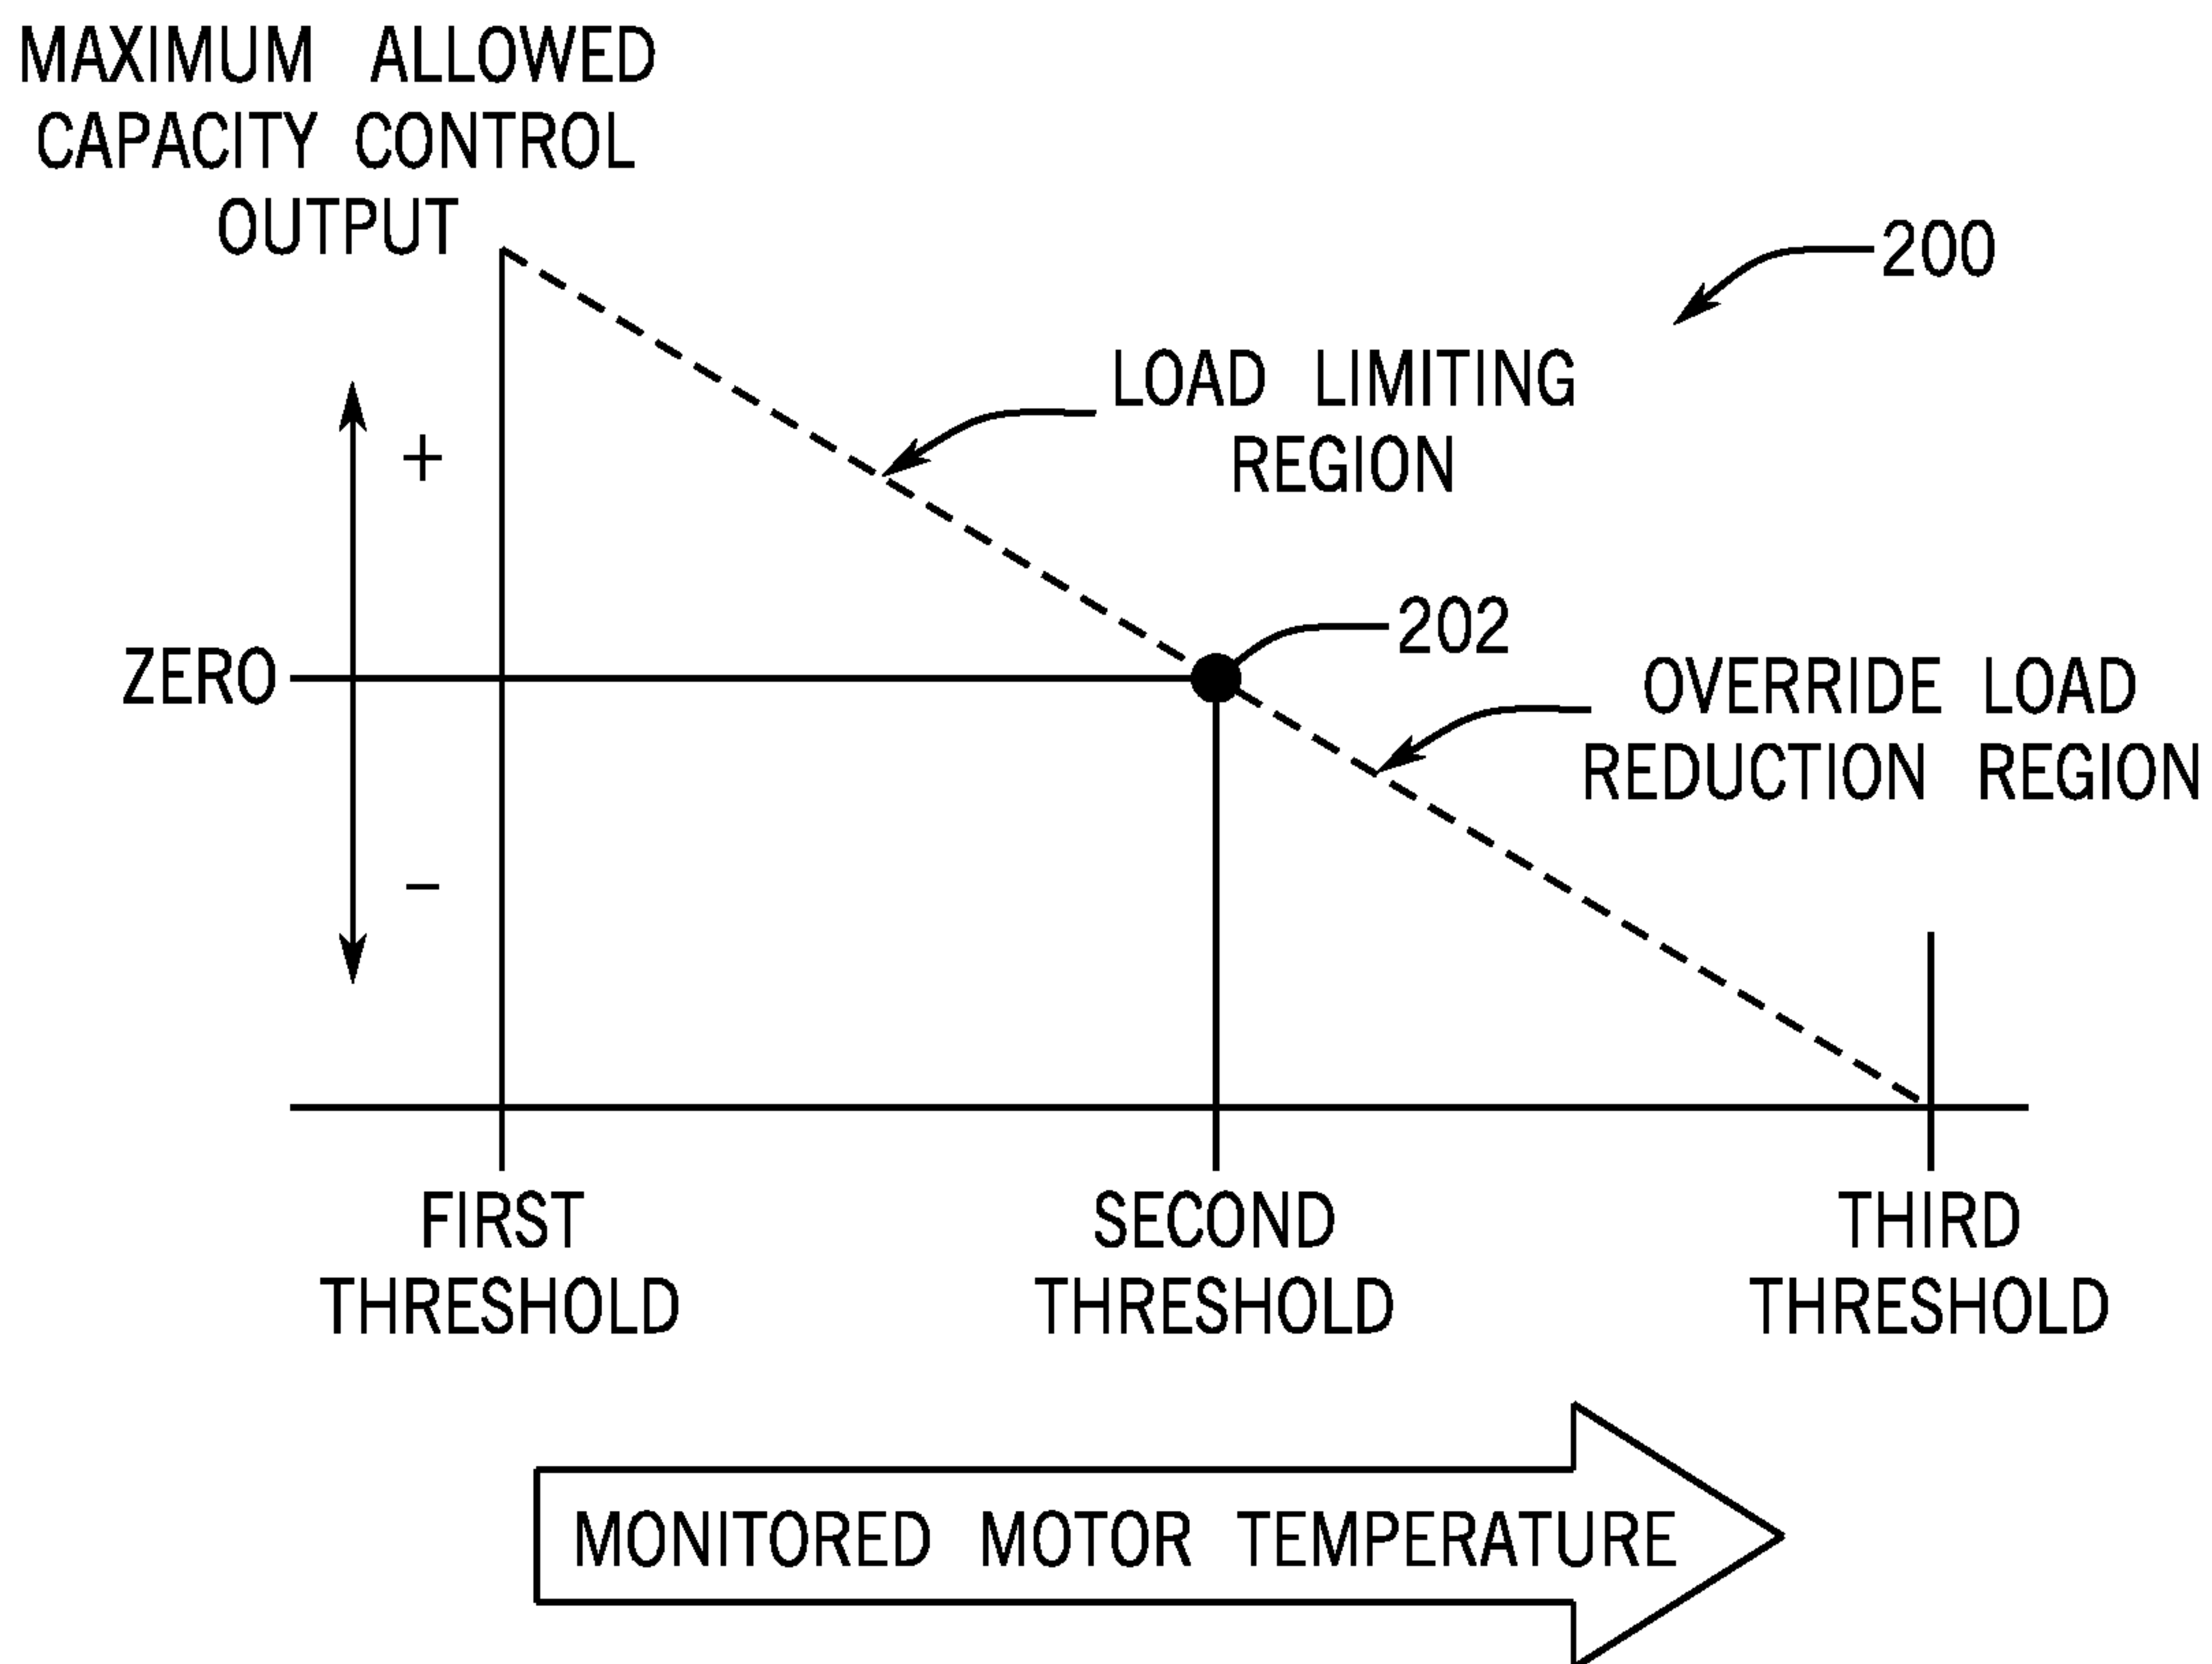 MAXIMUM ALLOWED
CAPACITY CONTROL
OUTPUT
200
LOAD LIMITING
REGION
+
202
ZERO
OVERRIDE LOAD
REDUCTION REGION
−
FIRST
THRESHOLD
SECOND
THRESHOLD
THIRD
THRESHOLD
MONITORED MOTOR TEMPERATURE